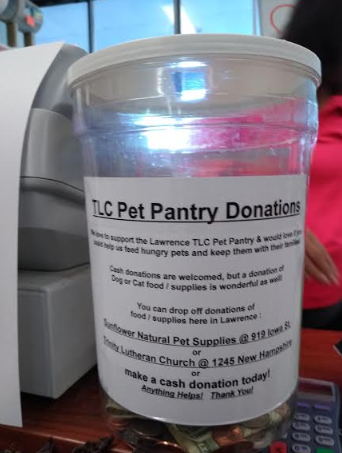 TLC Pet Pantry Donations
love to support the Lawrence TLC Pet Pantry & would love if you
could help us feed hungry pets and keep them with their families
Cash donations are welcomed, but a donation of
Dog or Cat food / supplies is wonderful as well!
You can drop off donations of
food / supplies here in Lawrence :
Sunflower Natural Pet Supplies @ 919 Iowa St.
or
Trinity Lutheran Church @ 1245 New Hampshire
or
make a cash donation today!
Anything Helps! Thank You!